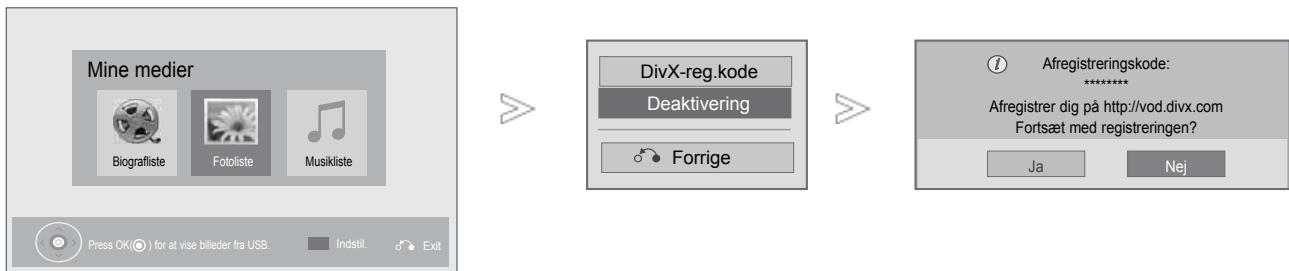 Mine medier
Biografliste
Fotoliste
Musikliste
Press OK(◉) for at vise billeder fra USB.
Indstil.
Exit
DivX-reg.kode
Deaktivering
Forrige
Afregistreringskode:
********
Afregistrer dig på http://vod.divx.com
Fortsæt med registreringen?
Ja
Nej